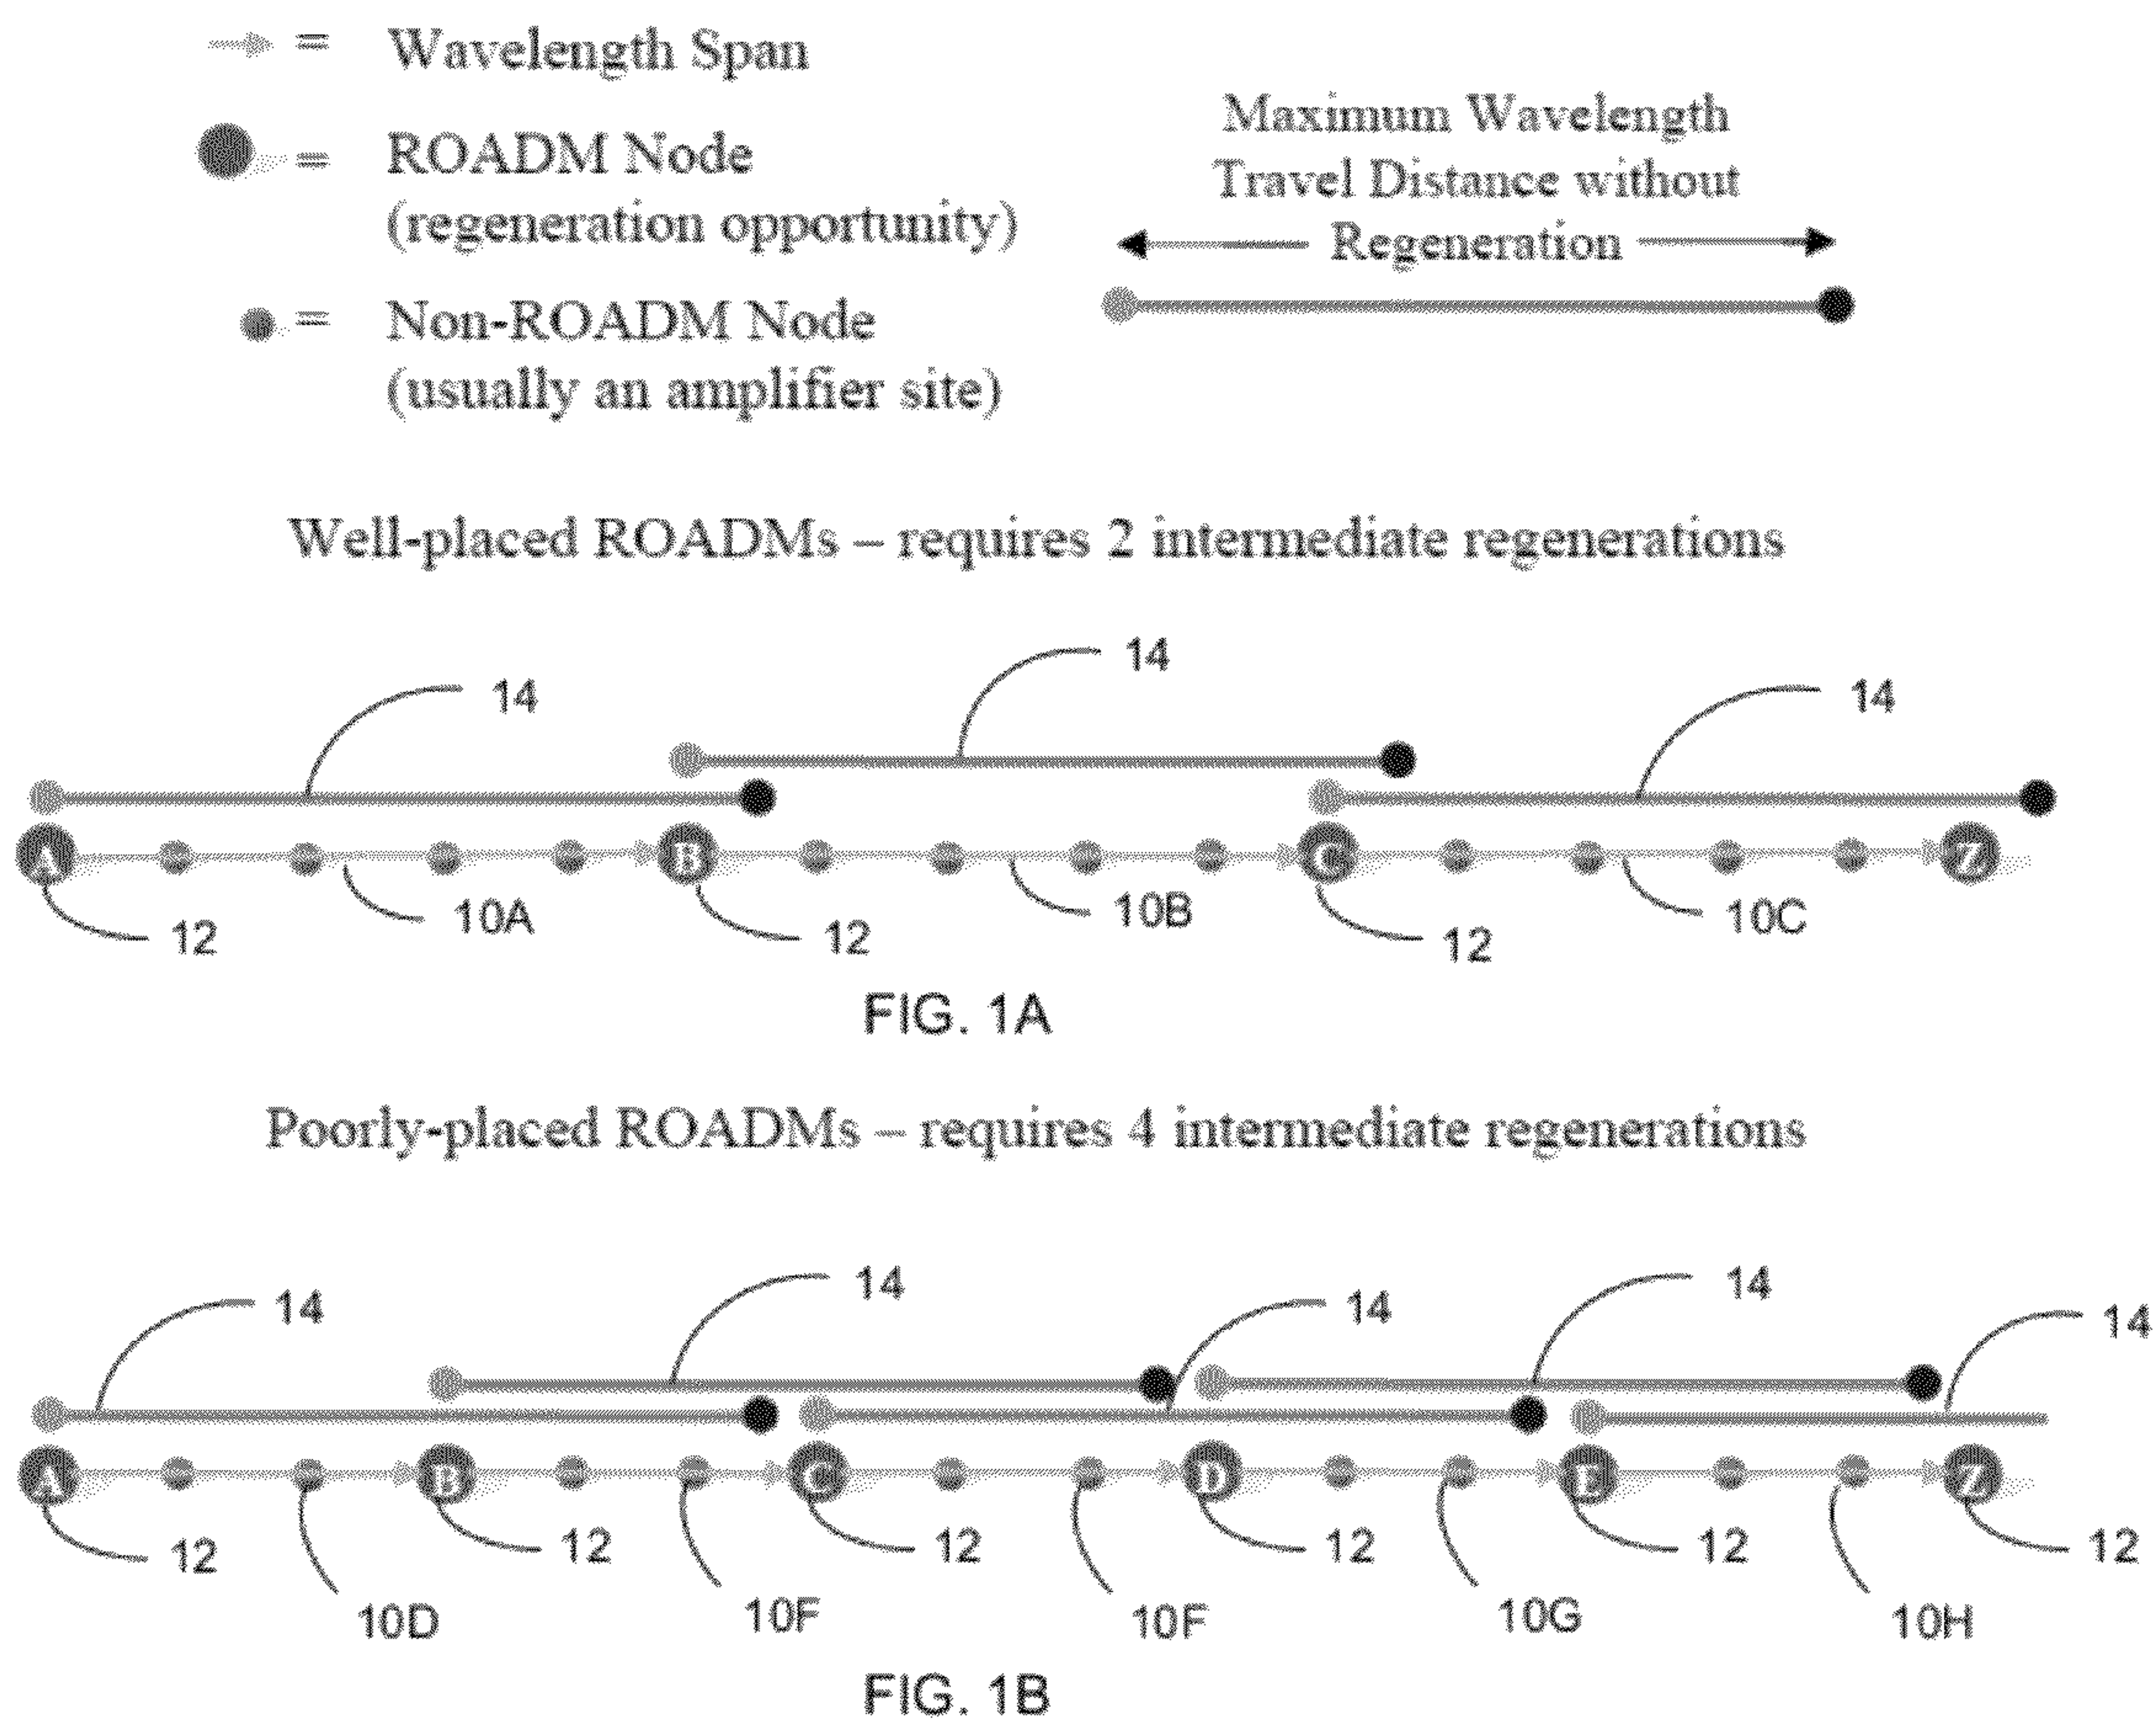 = Wavelength Span
= ROADM Node
(regeneration opportunity)
= Non-ROADM Node
(usually an amplifier site)
Maximum Wavelength
Travel Distance without
Regeneration
Well-placed ROADMs – requires 2 intermediate regenerations
14
14
14
A B C Z
12 10A 12 10B 12 10C
FIG. 1A
Poorly-placed ROADMs – requires 4 intermediate regenerations
14 14 14 14 14
A B C D E Z
12 12 12 12 12 12
10D 10F 10F 10G 10H
FIG. 1B